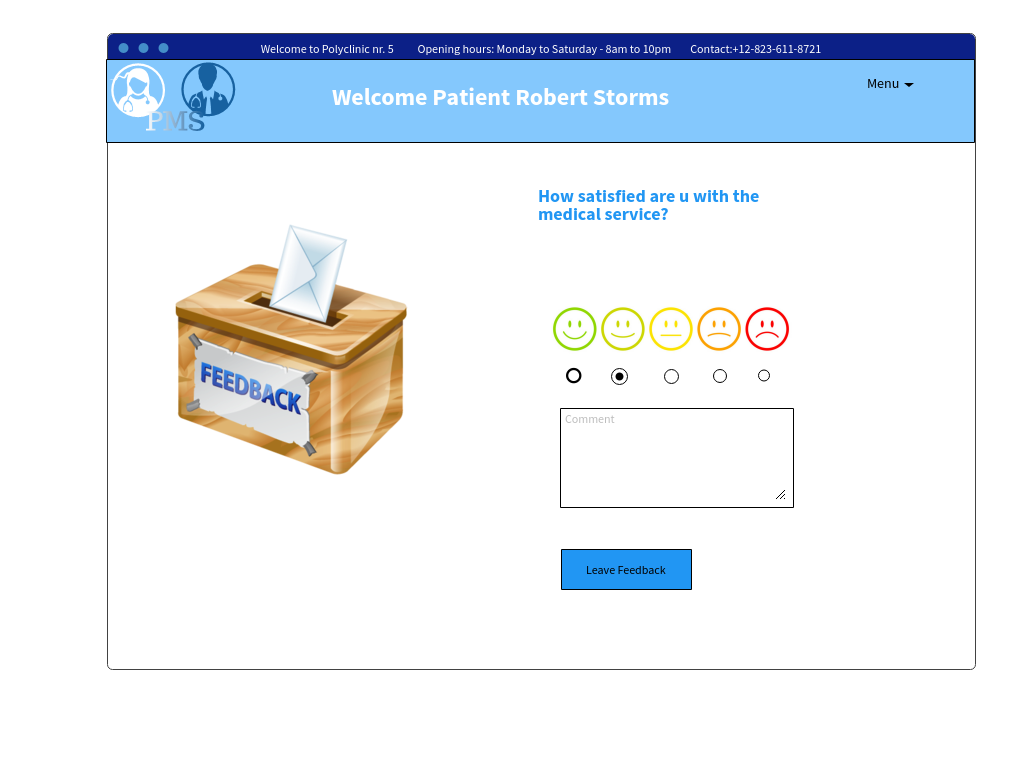 Welcome to Polyclinic nr. 5 Opening hours: Monday to Saturday - 8am to 10pm Contact:+12-823-611-8721
Welcome Patient Robert Storms
Menu
PMS
How satisfied are u with the
medical service?
FEEDBACK
Comment
Leave Feedback